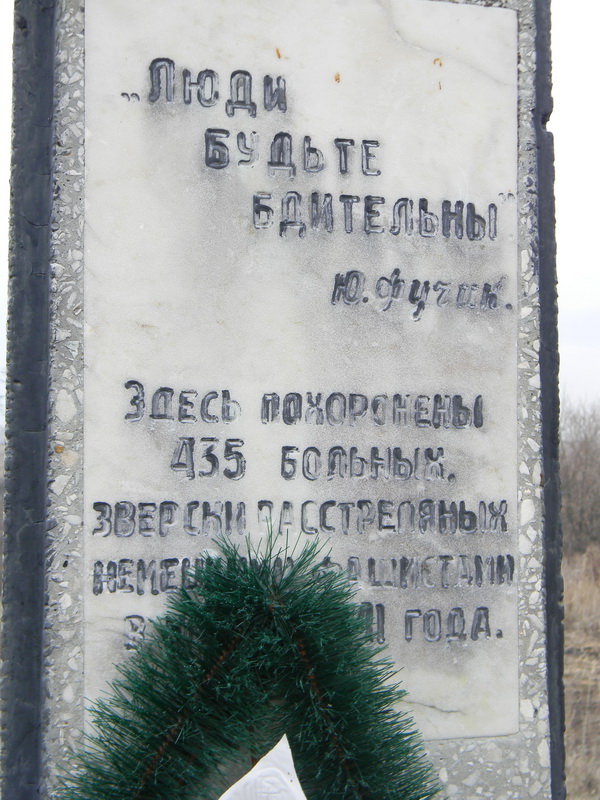 „Люди
будьте
бдительны"
Ю. Фучик.
Здесь похоронены
435 больных.
зверски расстреляных
немецкими фашистами
года.